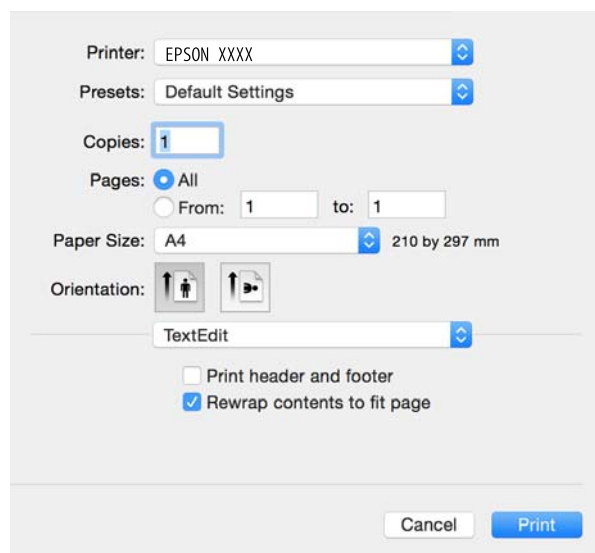 Printer: EPSON XXXX
Presets: Default Settings
Copies: 1
Pages: All
From: 1 to: 1
Paper Size: A4 210 by 297 mm
Orientation:
TextEdit
Print header and footer
Rewrap contents to fit page
Cancel Print